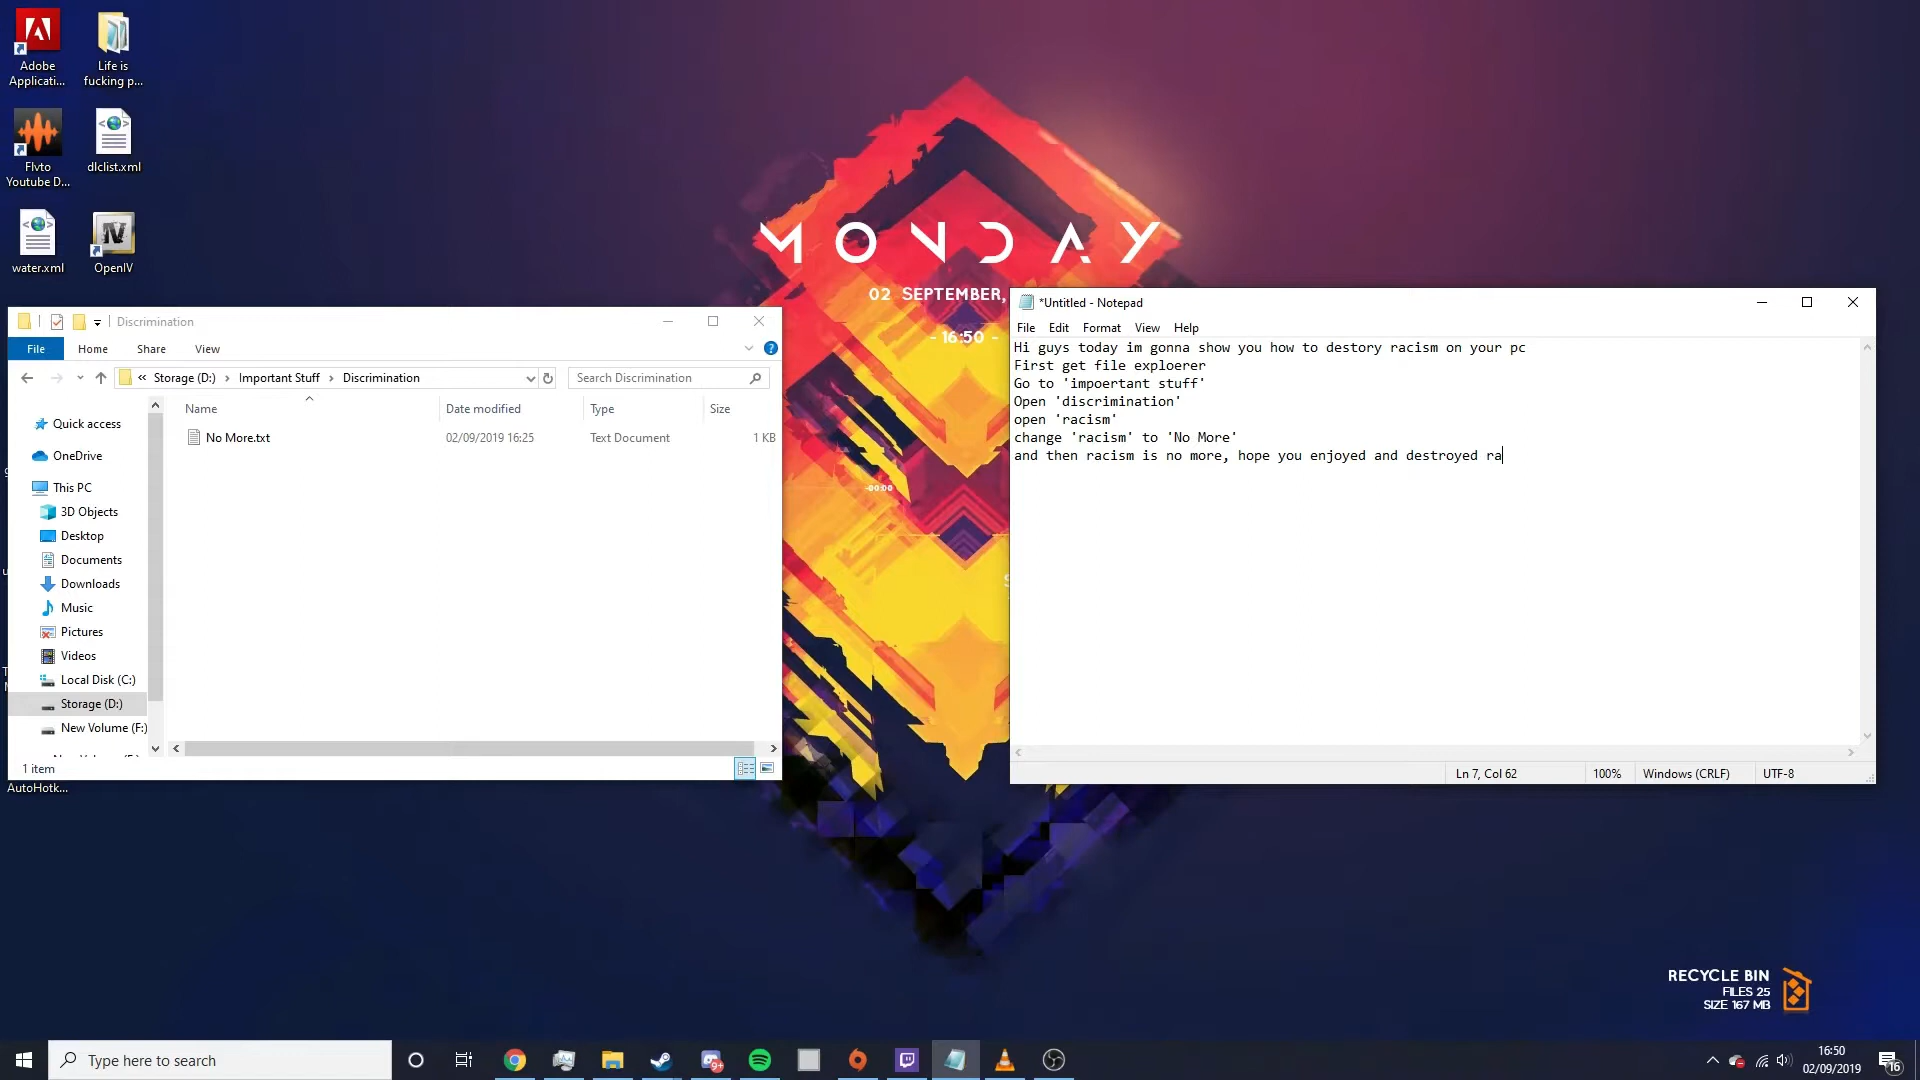 Adobe
Applicati...
Life is
fucking p...
Flvto
Youtube D...
dlclist.xml
water.xml
OpenIV
MONDAY
02 SEPTEMBER,
- 16:50 -
-00:00
Discrimination
File
Home
Share
View
« Storage (D:) › Important Stuff › Discrimination
Search Discrimination
Name
Date modified
Type
Size
No More.txt
02/09/2019 16:25
Text Document
1 KB
Quick access
OneDrive
This PC
3D Objects
Desktop
Documents
Downloads
Music
Pictures
Videos
Local Disk (C:)
Storage (D:)
New Volume (F:)
1 item
AutoHotk...
*Untitled - Notepad
File Edit Format View Help
Hi guys today im gonna show you how to destory racism on your pc
First get file exploerer
Go to 'impoertant stuff'
Open 'discrimination'
open 'racism'
change 'racism' to 'No More'
and then racism is no more, hope you enjoyed and destroyed ra
Ln 7, Col 62
100%
Windows (CRLF)
UTF-8
RECYCLE BIN
FILES 25
SIZE 167 MB
Type here to search
9+
16:50
02/09/2019
16